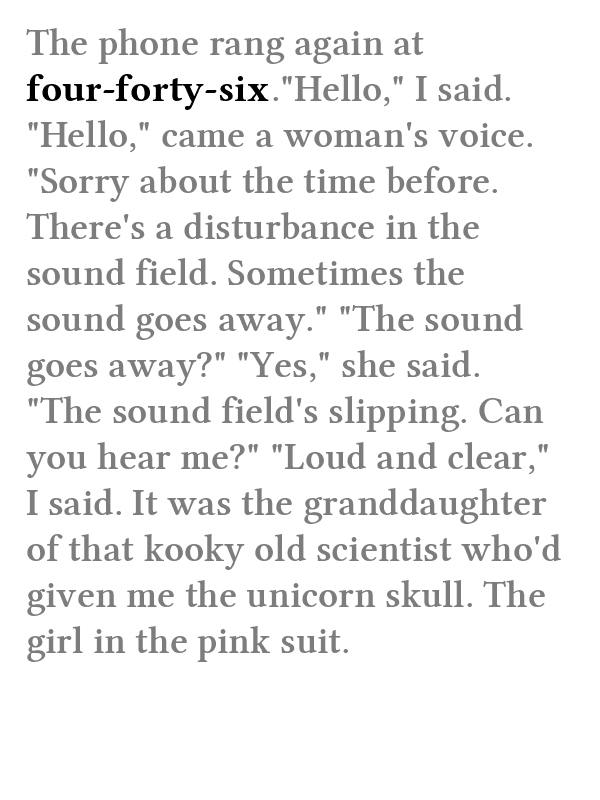 The phone rang again at
four-forty-six."Hello," I said.
"Hello," came a woman's voice.
"Sorry about the time before.
There's a disturbance in the
sound field. Sometimes the
sound goes away." "The sound
goes away?" "Yes," she said.
"The sound field's slipping. Can
you hear me?" "Loud and clear,"
I said. It was the granddaughter
of that kooky old scientist who'd
given me the unicorn skull. The
girl in the pink suit.